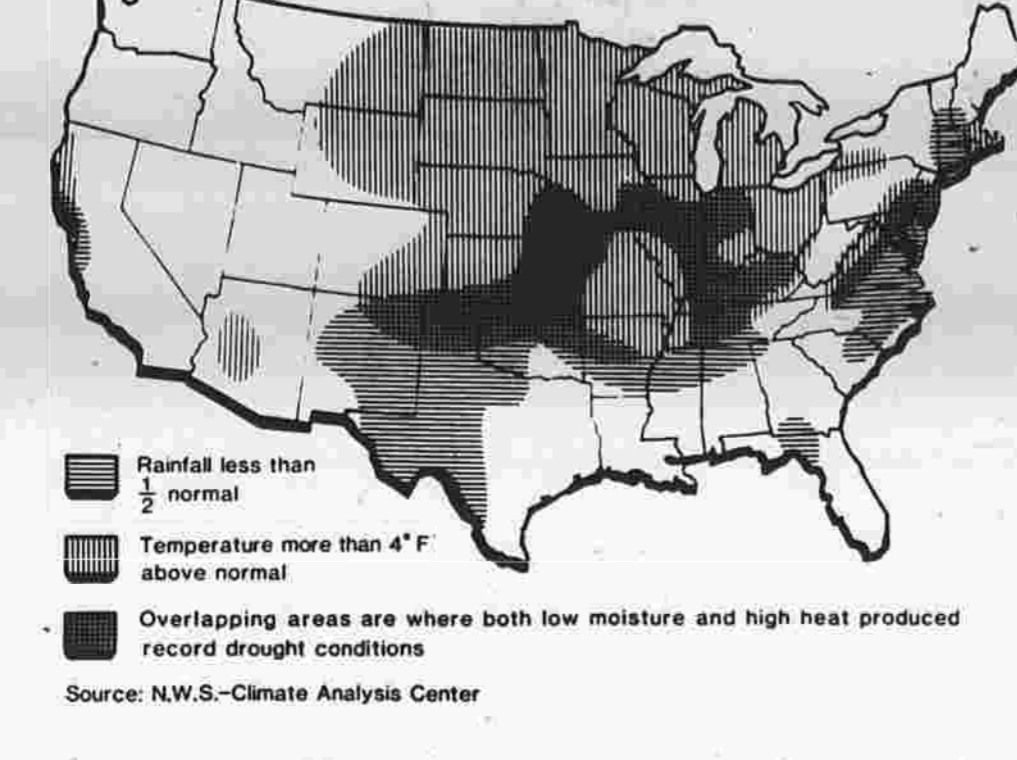 Rainfall less than
1/2 normal
Temperature more than 4° F
above normal
Overlapping areas are where both low moisture and high heat produced
record drought conditions
Source: N.W.S.-Climate Analysis Center